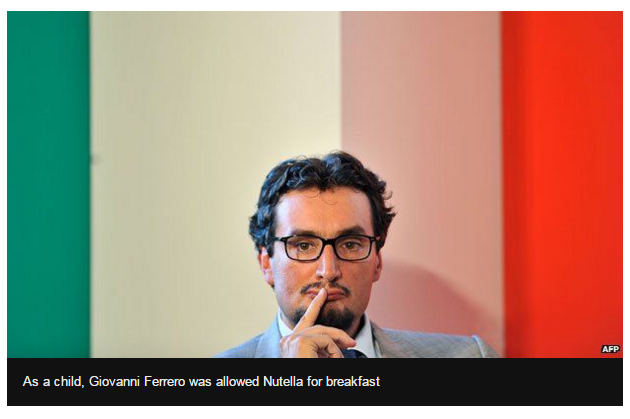 AFP
As a child, Giovanni Ferrero was allowed Nutella for breakfast